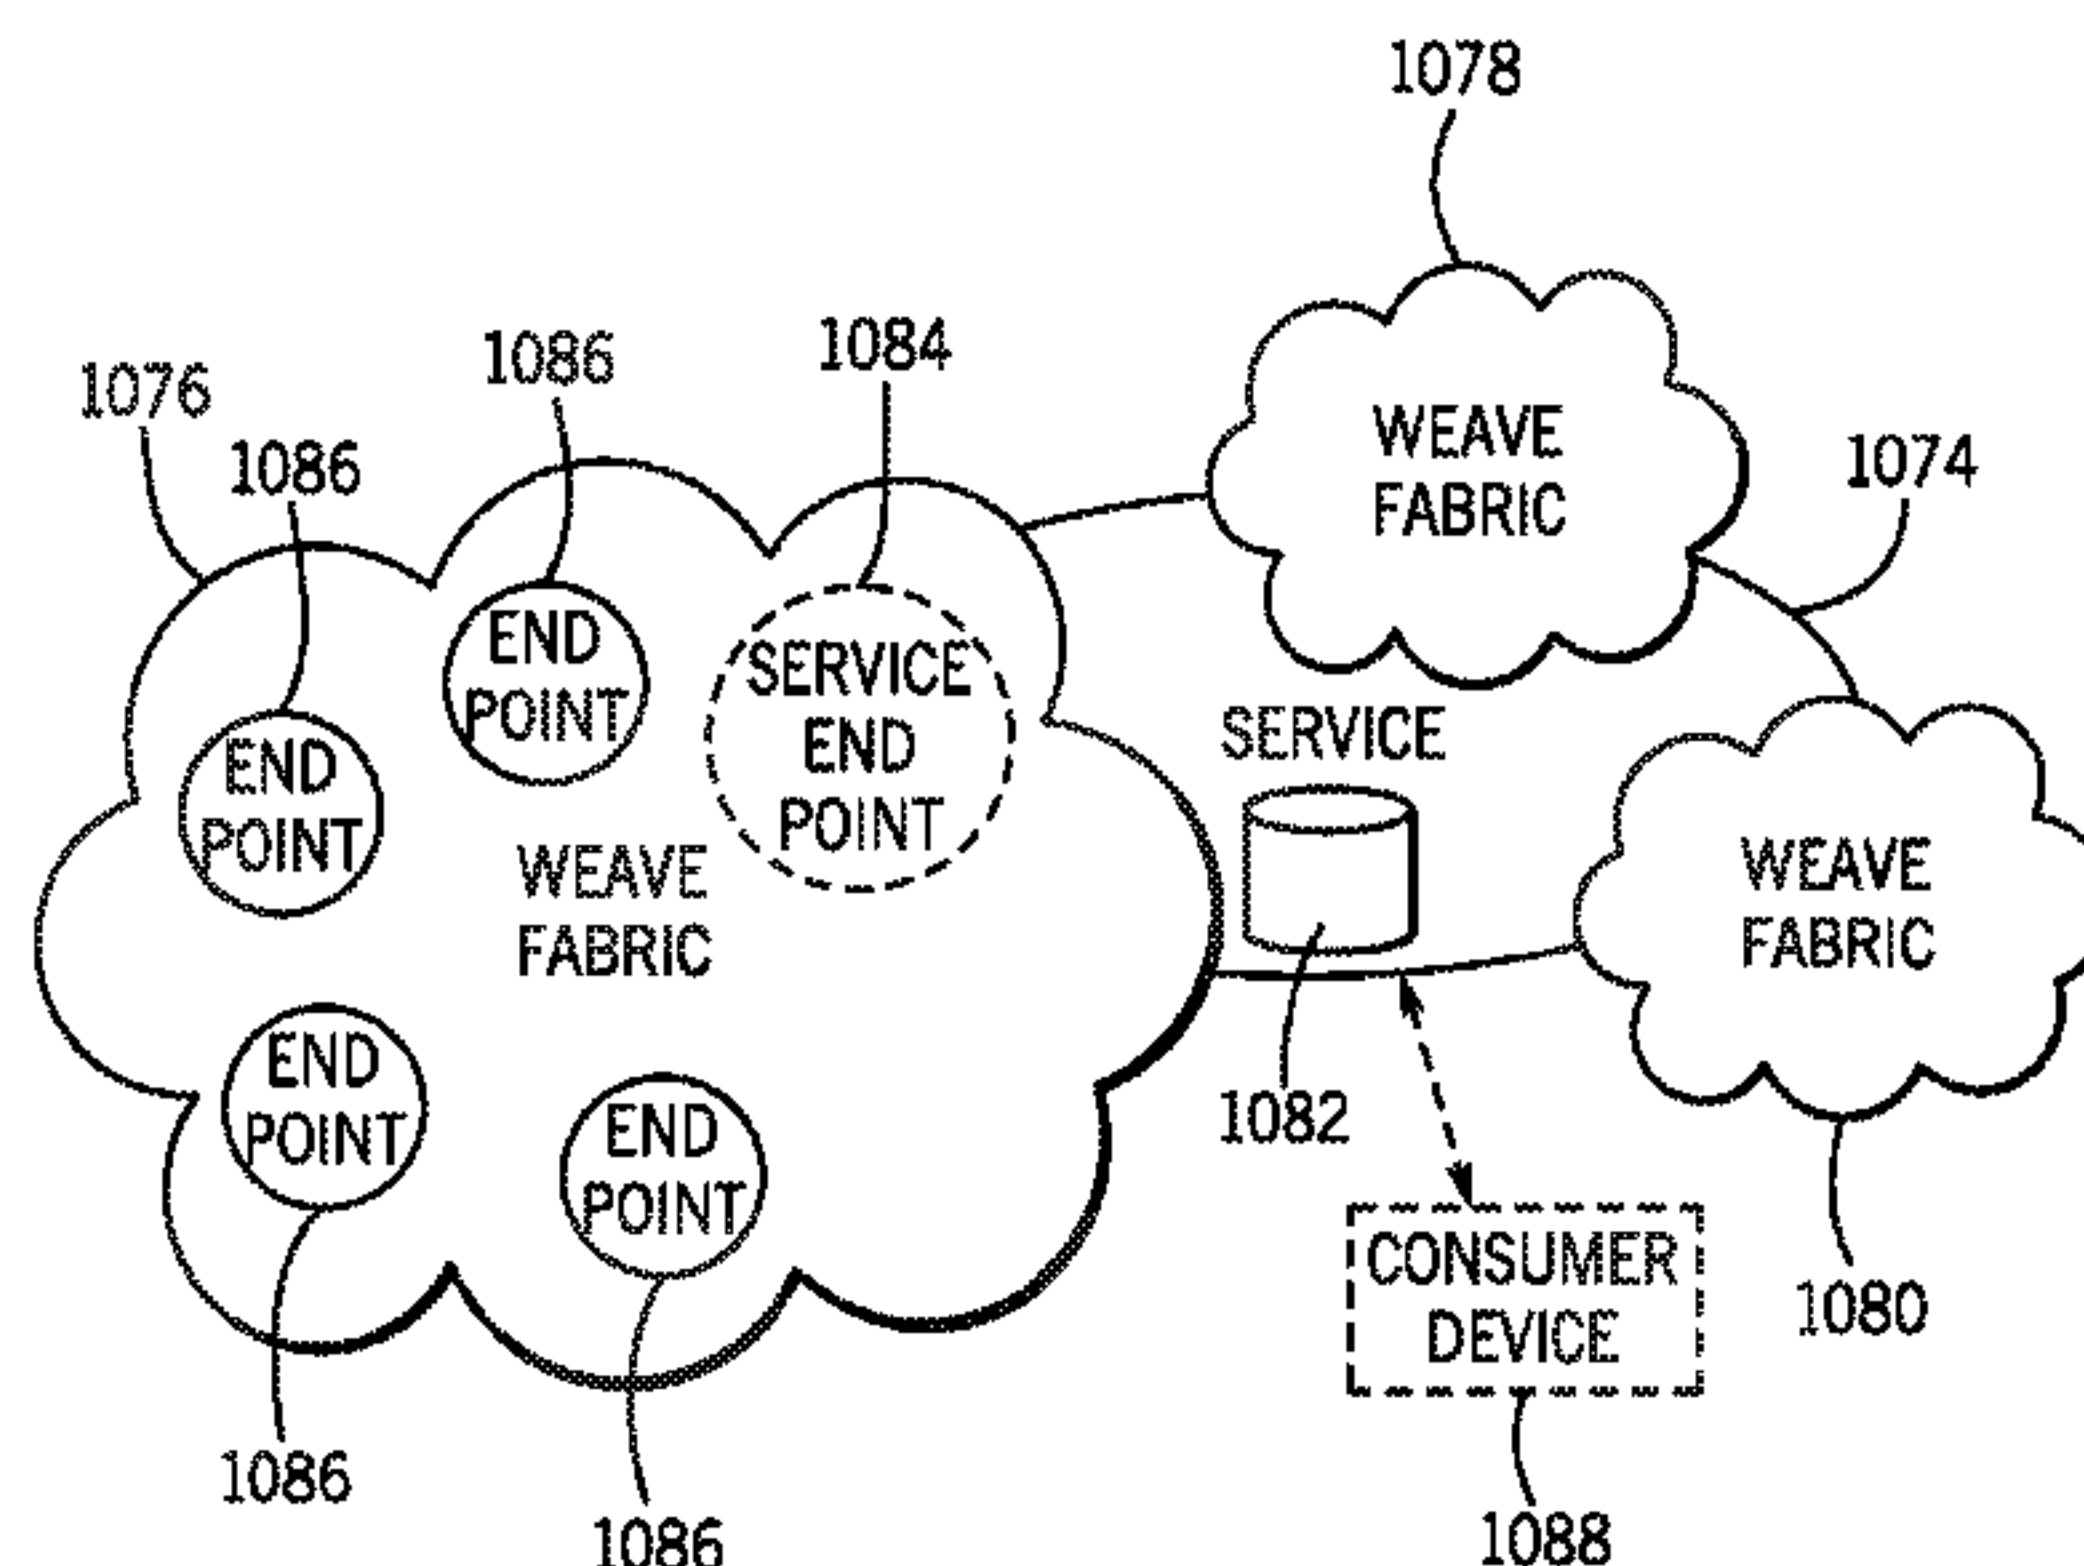 1078
1086
1084
1076
1086
WEAVE
FABRIC
1074
END
POINT
SERVICE
END
POINT
SERVICE
END
POINT
WEAVE
FABRIC
WEAVE
FABRIC
END
POINT
END
POINT
1082
CONSUMER
DEVICE
1080
1086
1086
1088